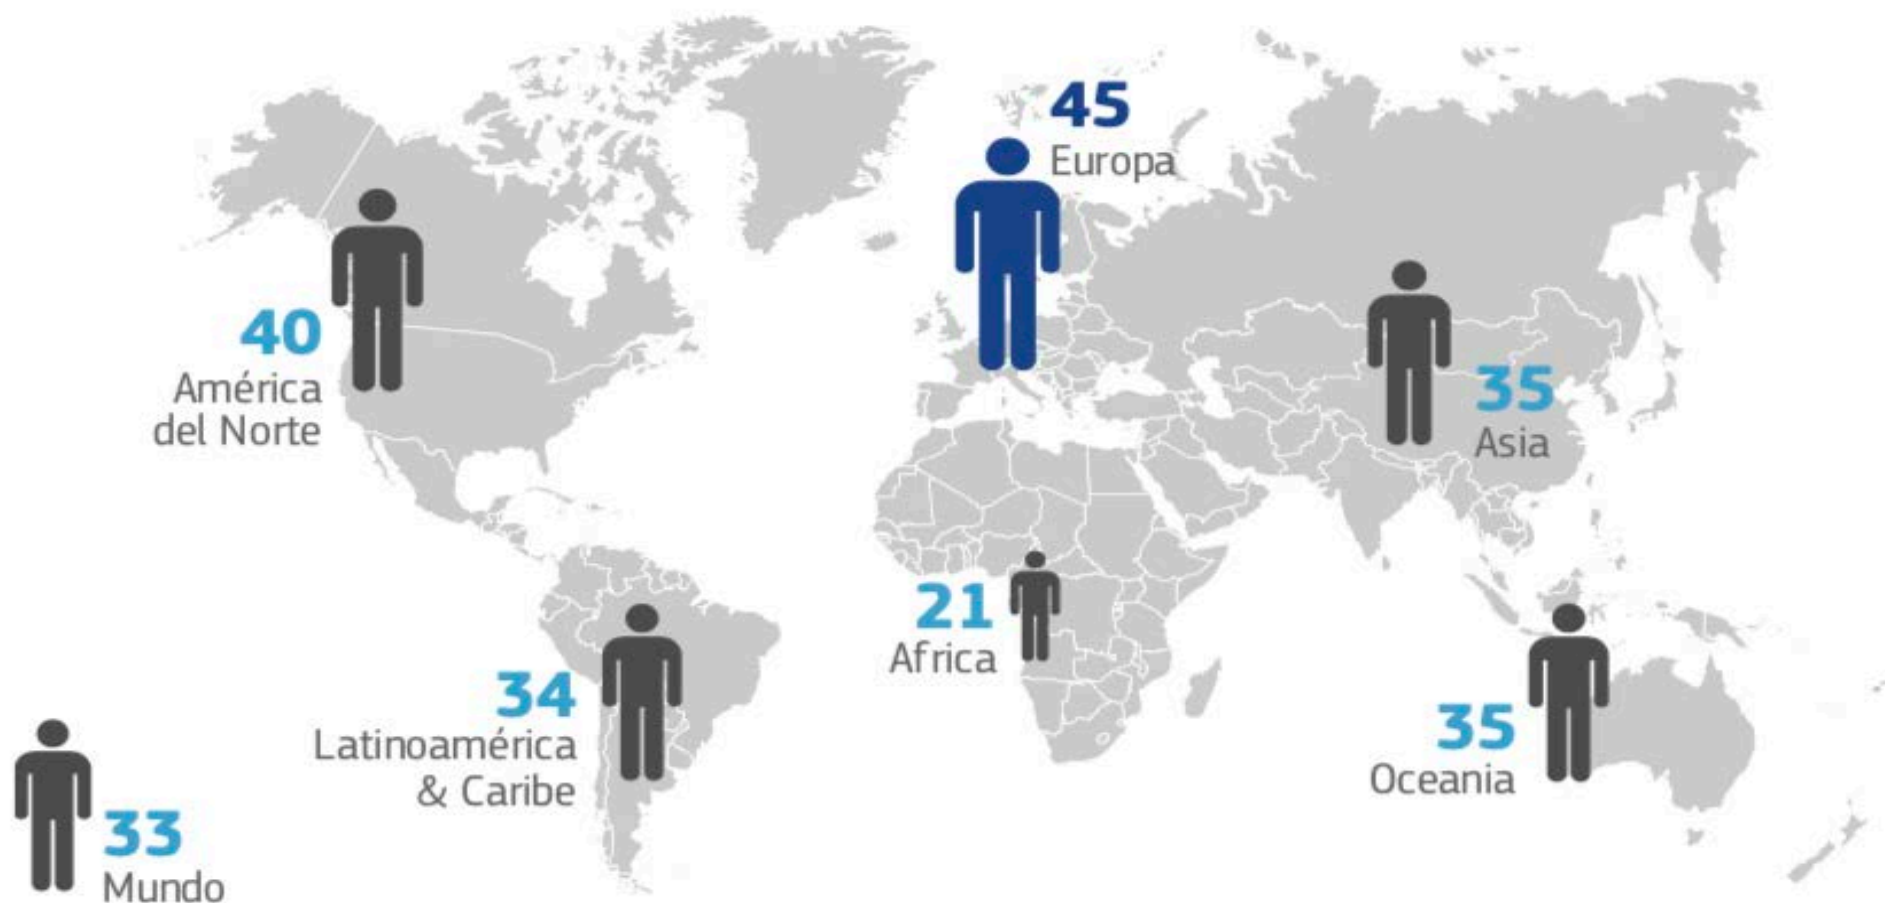 45
Europa
40
América
del Norte
35
Asia
21
Africa
34
Latinoamérica
& Caribe
35
Oceania
33
Mundo